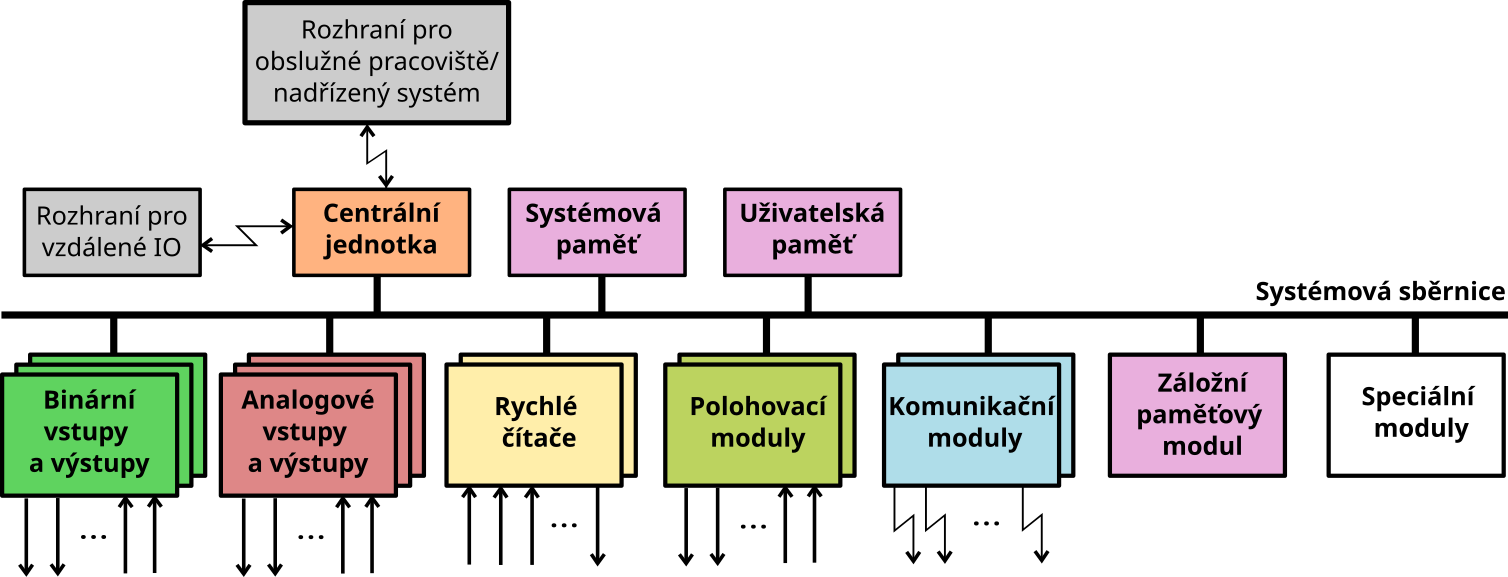 Rozhraní pro
obslužné pracoviště/
nadřízený systém
Rozhraní pro
vzdálené IO
Centrální
jednotka
Systémová
paměť
Uživatelská
paměť
Systémová sběrnice
Binární
vstupy
a výstupy
...
Analogové
vstupy
a výstupy
...
Rychlé
čítače
...
Polohovací
moduly
...
Komunikační
moduly
...
Záložní
paměťový
modul
Speciální
moduly